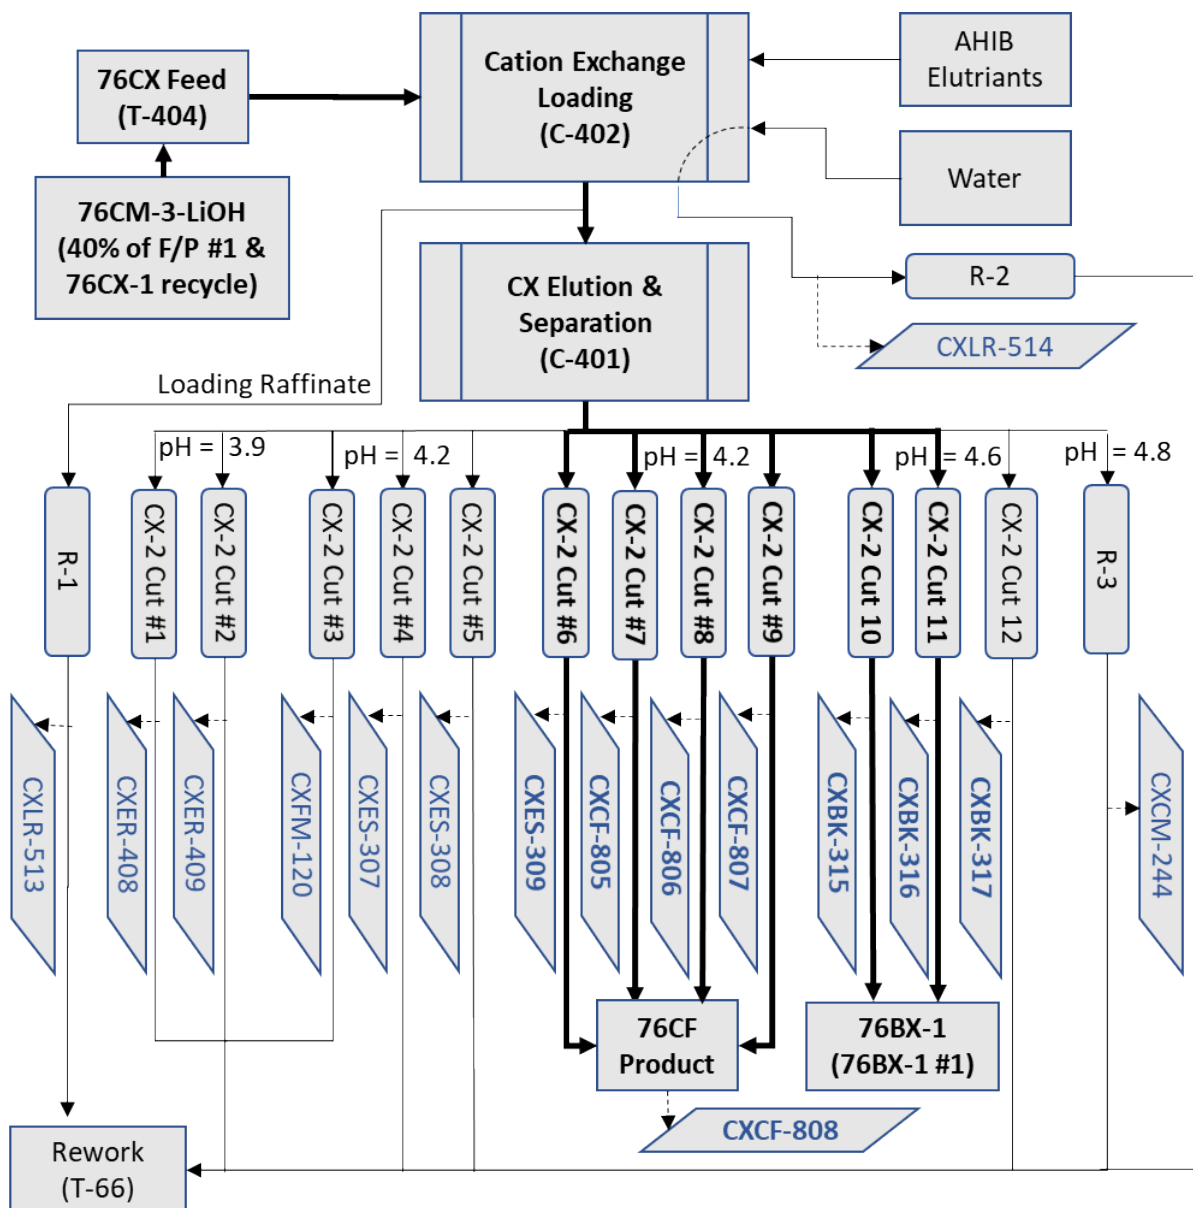 76CX Feed
(T-404)
Cation Exchange
Loading
(C-402)
AHIB
Elutriants
Water
76CM-3-LiOH
(40% of F/P #1 &
76CX-1 recycle)
R-2
CXLR-514
CX Elution &
Separation
(C-401)
Loading Raffinate
pH = 3.9
pH = 4.2
pH = 4.2
pH = 4.6
pH = 4.8
R-1
CX-2 Cut #1
CX-2 Cut #2
CX-2 Cut #3
CX-2 Cut #4
CX-2 Cut #5
CX-2 Cut #6
CX-2 Cut #7
CX-2 Cut #8
CX-2 Cut #9
CX-2 Cut 10
CX-2 Cut 11
CX-2 Cut 12
R-3
CXLR-513
CXER-408
CXER-409
CXFM-120
CXES-307
CXES-308
CXES-309
CXCF-805
CXCF-806
CXCF-807
CXBK-315
CXBK-316
CXBK-317
CXCM-244
76CF
Product
76BX-1
(76BX-1 #1)
CXCF-808
Rework
(T-66)